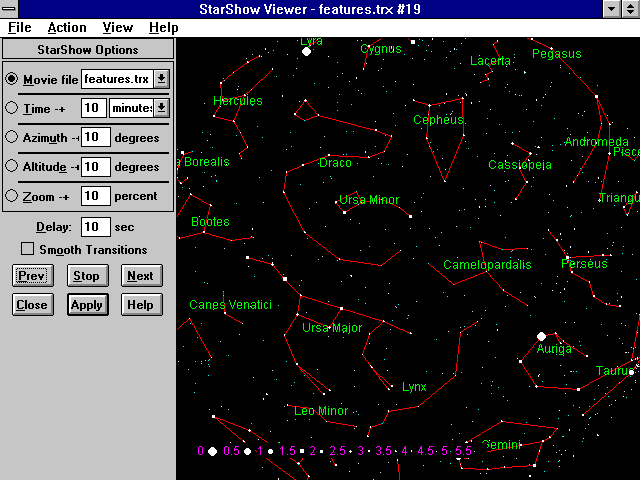 StarShow Viewer - features.trx #19
File Action View Help
StarShow Options
Movie file features.trx
Time -+ 10 minutes
Azimuth -+ 10 degrees
Altitude -+ 10 degrees
Zoom -+ 10 percent
Delay: 10 sec
Smooth Transitions
Prev Stop Next
Close Apply Help
Lyra
Cygnus
Lacerta
Pegasus
Hercules
Cepheus
Andromeda
Pisce
a Borealis
Draco
Cassiopeia
Ursa Minor
Triangu
Bootes
Camelopardalis
Perseus
Canes Venatici
Ursa Major
Auriga
Taurus
Lynx
Leo Minor
Gemini
0 0.5 1 1.5 2 2.5 3 3.5 4 4.5 5 5.5